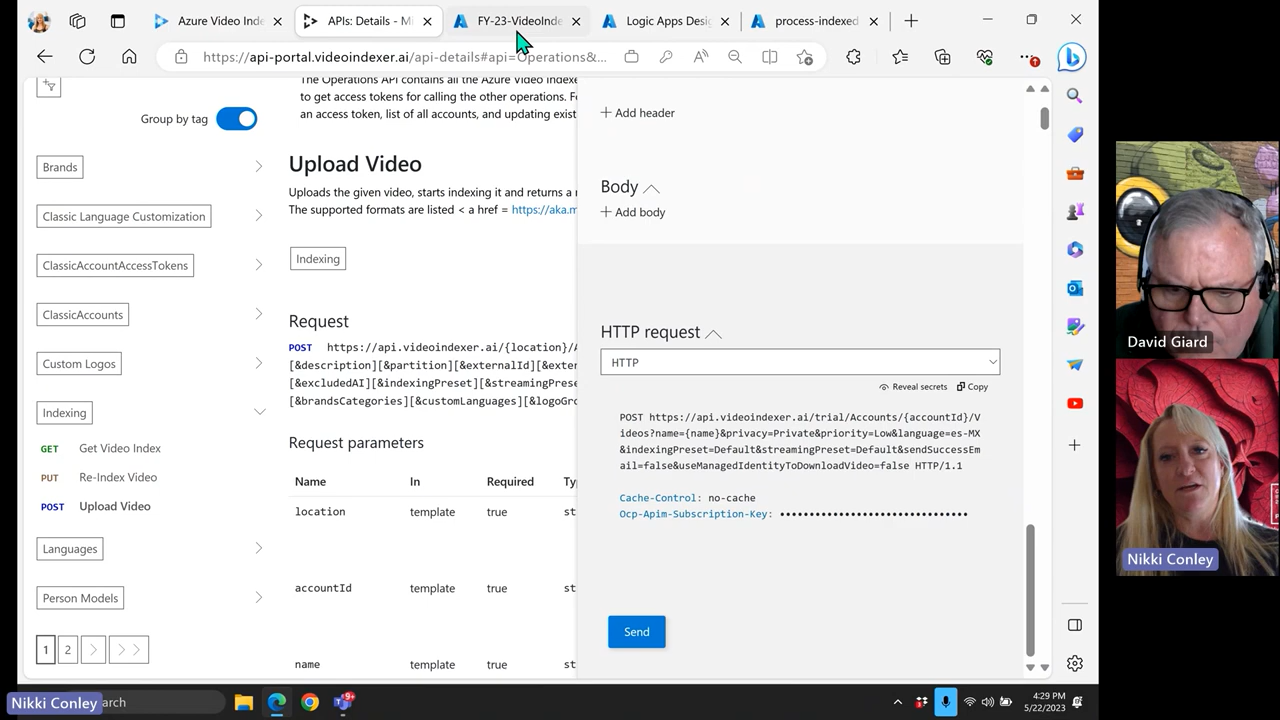 Azure Video Inde
APIs: Details - Mi
FY-23-VideoInde
Logic Apps Desig
process-indexed
https://api-portal.videoindexer.ai/api-details#api=Operations&...
The Operations API contains all the Azure Video Indexe
to get access tokens for calling the other operations. Fo
an access token, list of all accounts, and updating exist
Group by tag
Brands
Classic Language Customization
ClassicAccountAccessTokens
ClassicAccounts
Custom Logos
Indexing
GET Get Video Index
PUT Re-Index Video
POST Upload Video
Languages
Person Models
1 2
Upload Video
Uploads the given video, starts indexing it and returns a n
The supported formats are listed < a href = https://aka.m
Indexing
Request
POST https://api.videoindexer.ai/{location}/A
[&description][&partition][&externalId][&exter
[&excludedAI][&indexingPreset][&streamingPrese
[&brandsCategories][&customLanguages][&logoGro
Request parameters
Name In Required Ty
location template true st
accountId template true st
name template true st
+ Add header
Body
+ Add body
HTTP request
HTTP
Reveal secrets Copy
POST https://api.videoindexer.ai/trial/Accounts/{accountId}/V
ideos?name={name}&privacy=Private&priority=Low&language=es-MX
&indexingPreset=Default&streamingPreset=Default&sendSuccessEm
ail=false&useManagedIdentityToDownloadVideo=false HTTP/1.1
Cache-Control: no-cache
Ocp-Apim-Subscription-Key: ••••••••••••••••••••••••••••••••
Send
David Giard
Nikki Conley
Nikki Conley
arch
9+
4:29 PM
5/22/2023